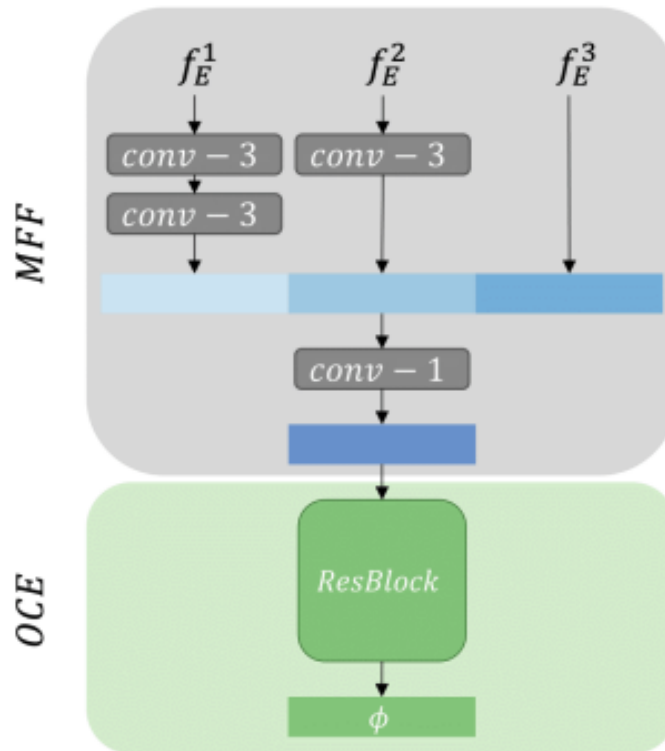 f_E^1 f_E^2 f_E^3
conv − 3 conv − 3
conv − 3
MFF
conv − 1
ResBlock
OCE
ϕ